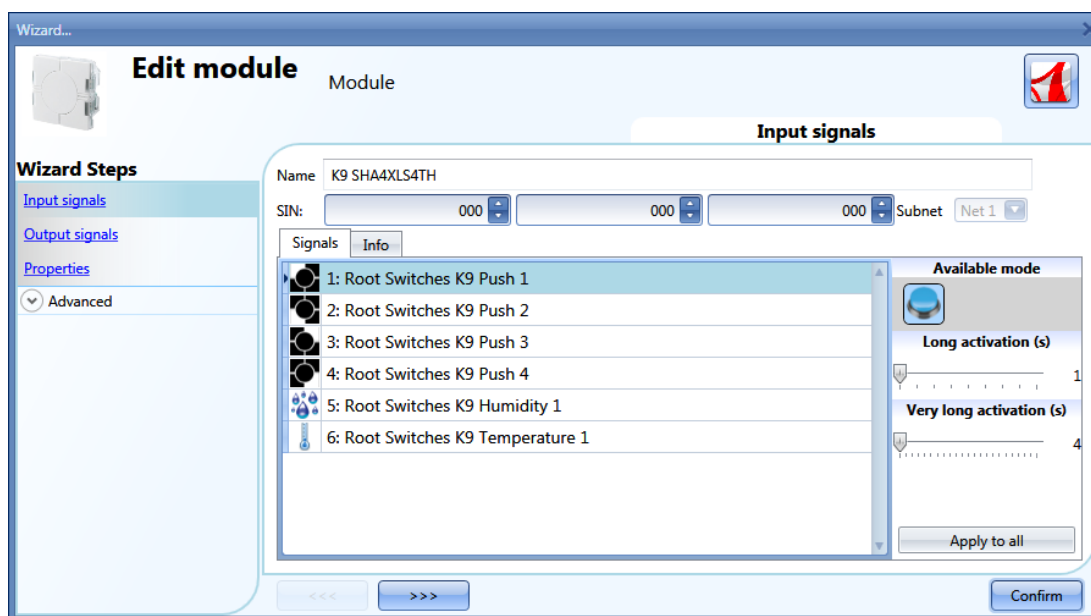 Wizard...
Edit module
Module
Input signals
Wizard Steps
Input signals
Output signals
Properties
Advanced
Name K9 SHA4XLS4TH
SIN: 000 000 000 Subnet Net 1
Signals Info
1: Root Switches K9 Push 1
2: Root Switches K9 Push 2
3: Root Switches K9 Push 3
4: Root Switches K9 Push 4
5: Root Switches K9 Humidity 1
6: Root Switches K9 Temperature 1
Available mode
Long activation (s)
1
Very long activation (s)
4
Apply to all
<<< >>> Confirm